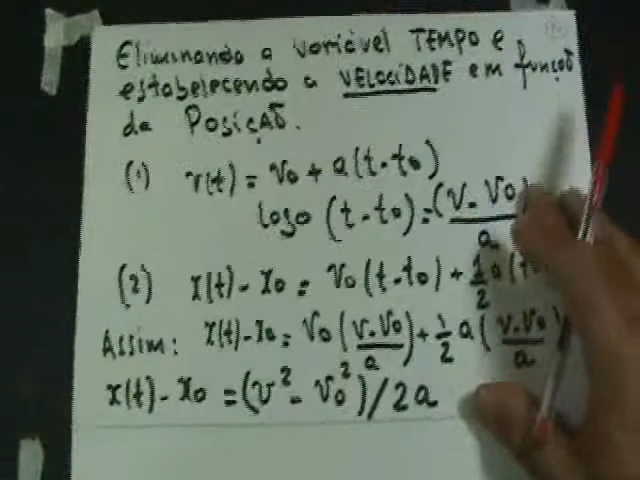 Eliminando a variável TEMPO e
estabelecendo a VELOCIDADE em função
da POSIÇÃO.
(1) v(t) = v0 + a(t - t0)
logo (t - t0) = (v - v0)/a
(2) x(t) - x0 = v0(t - t0) + 1/2 a(t
Assim: x(t) - x0 = v0((v - v0)/a) + 1/2 a((v - v0)/a)
x(t) - x0 = (v² - v0²)/2a